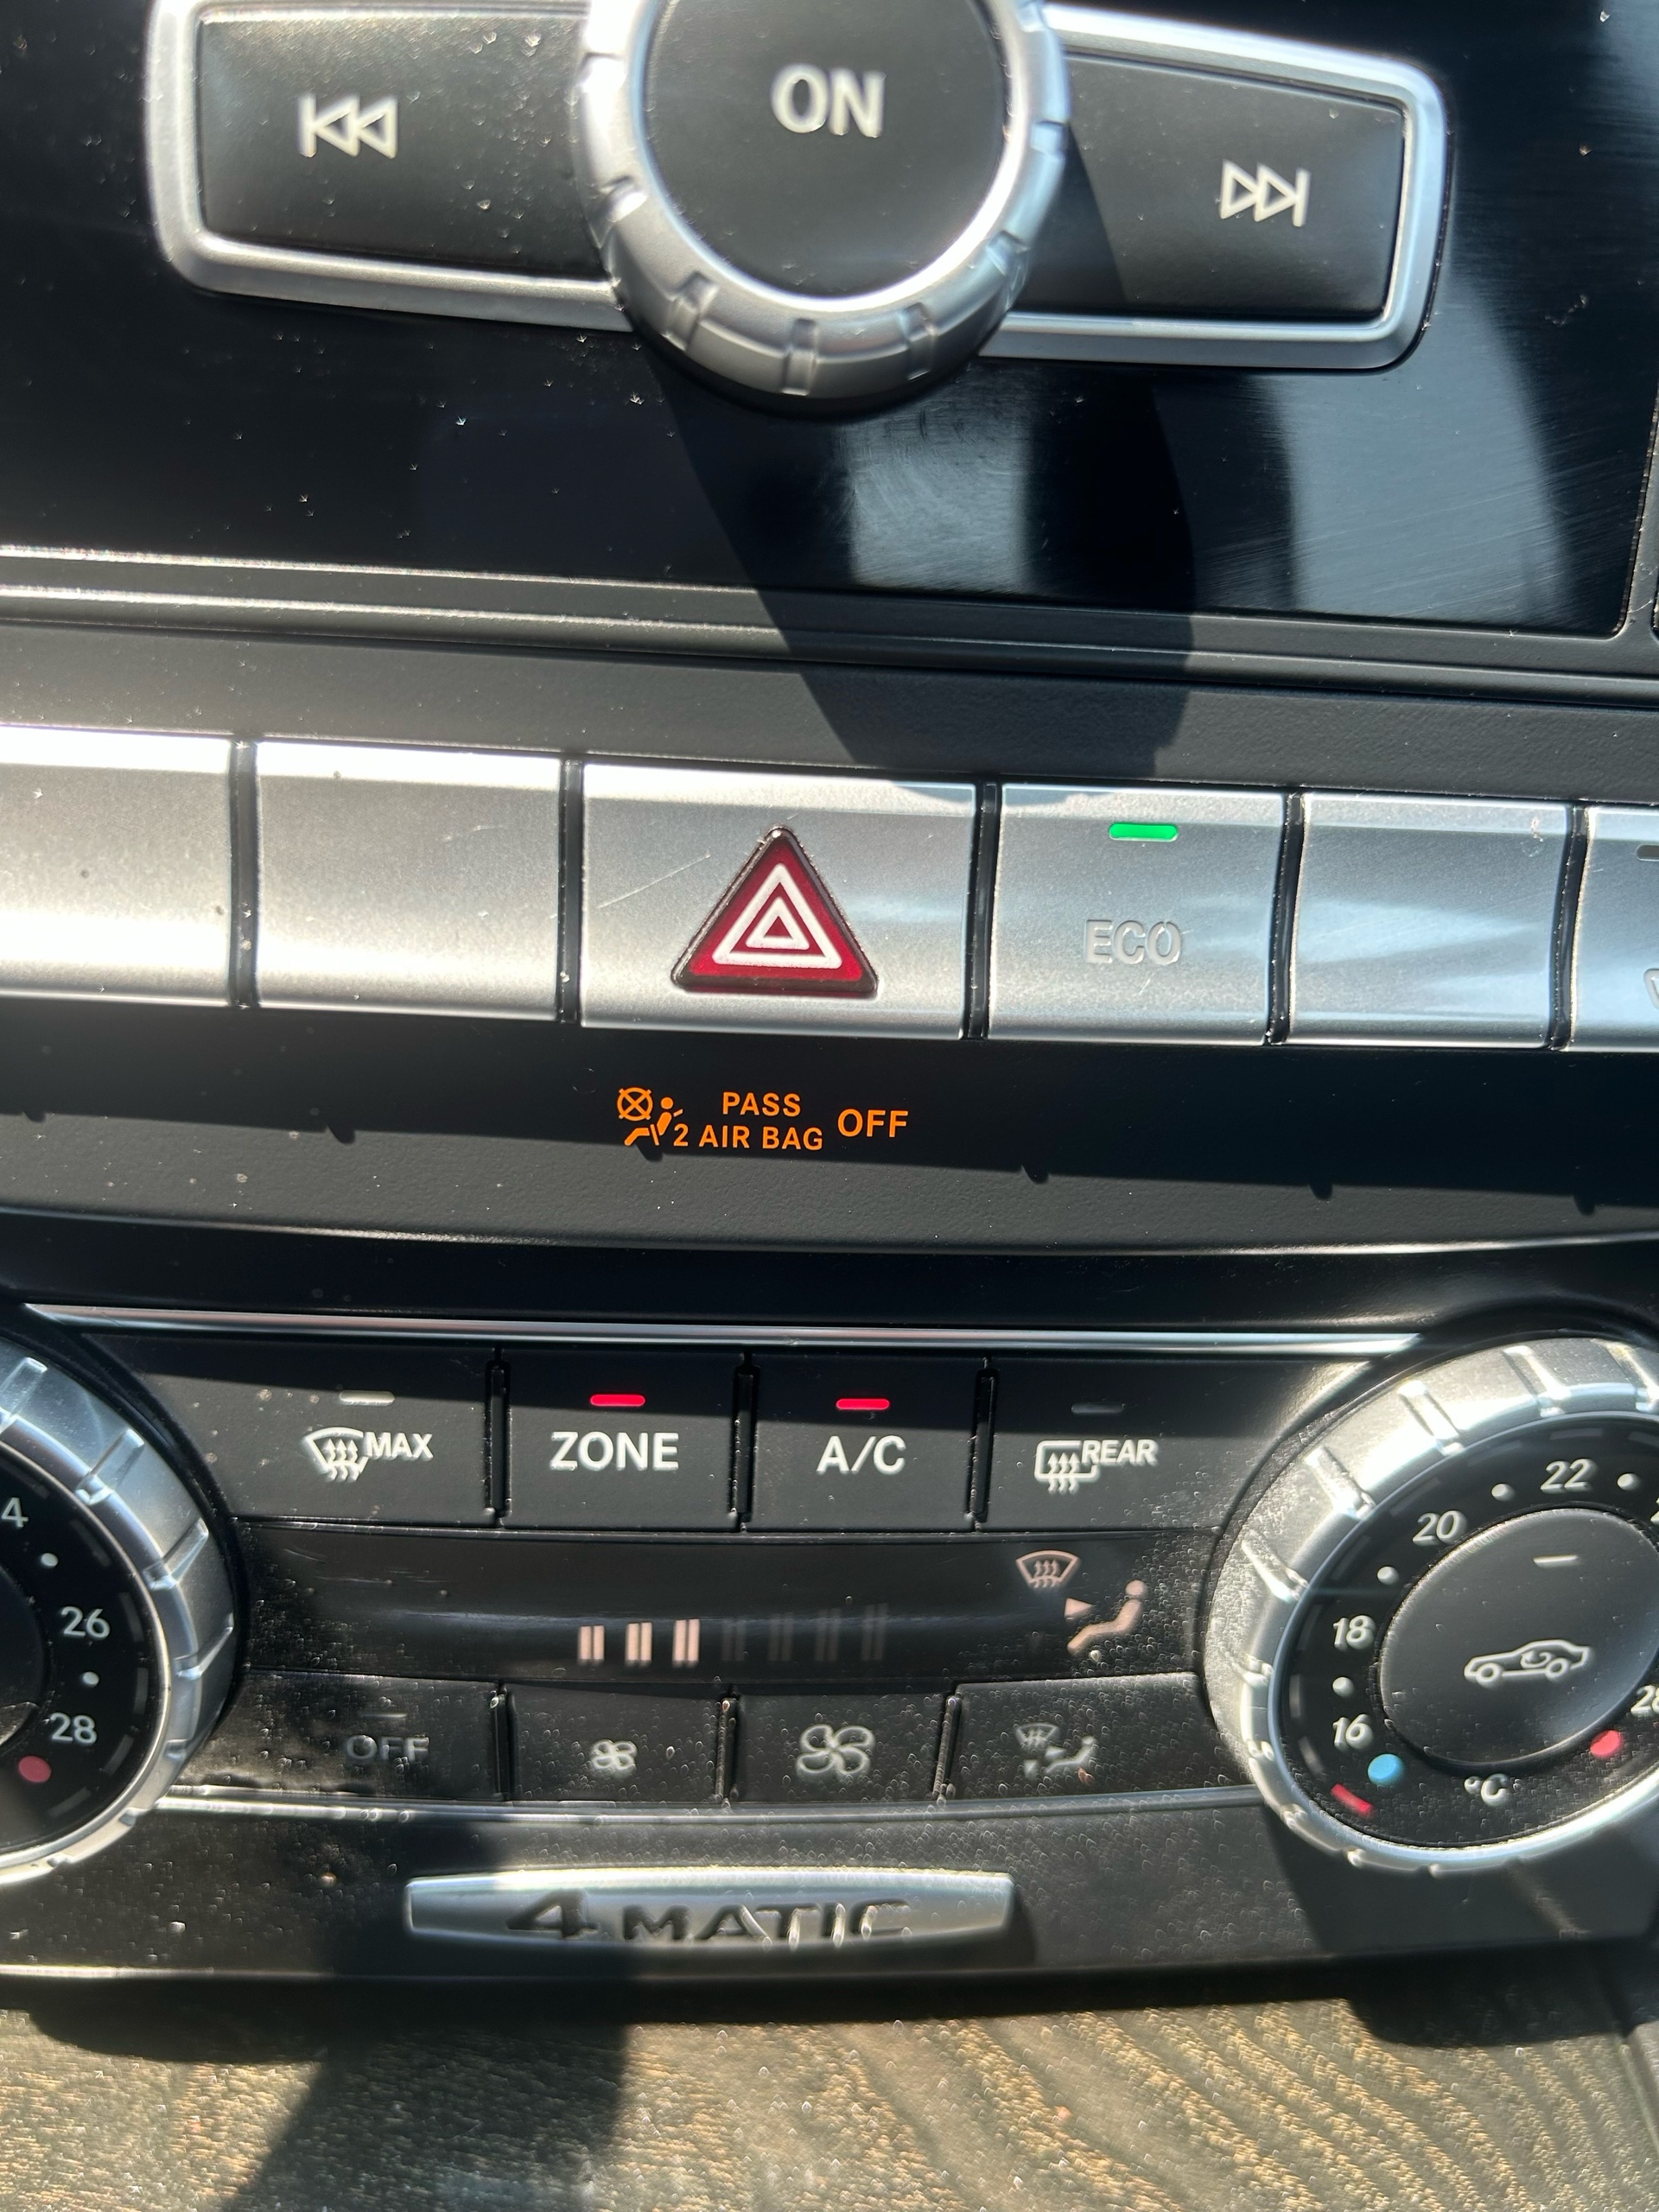 ON
ECO
PASS
2 AIR BAG OFF
MAX
ZONE
A/C
REAR
4
26
28
22
20
18
16
28
°C
OFF
4MATIC